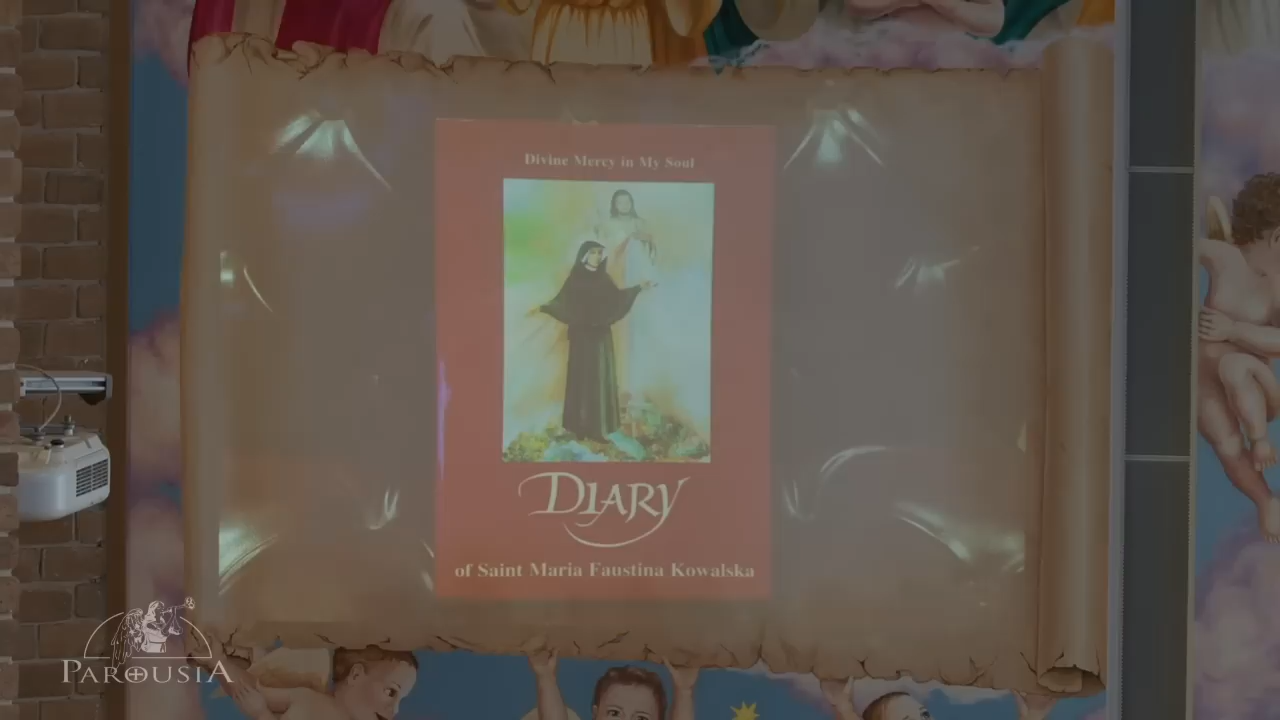 Divine Mercy in My Soul
DIARY
of Saint Maria Faustina Kowalska
PAROUSIA